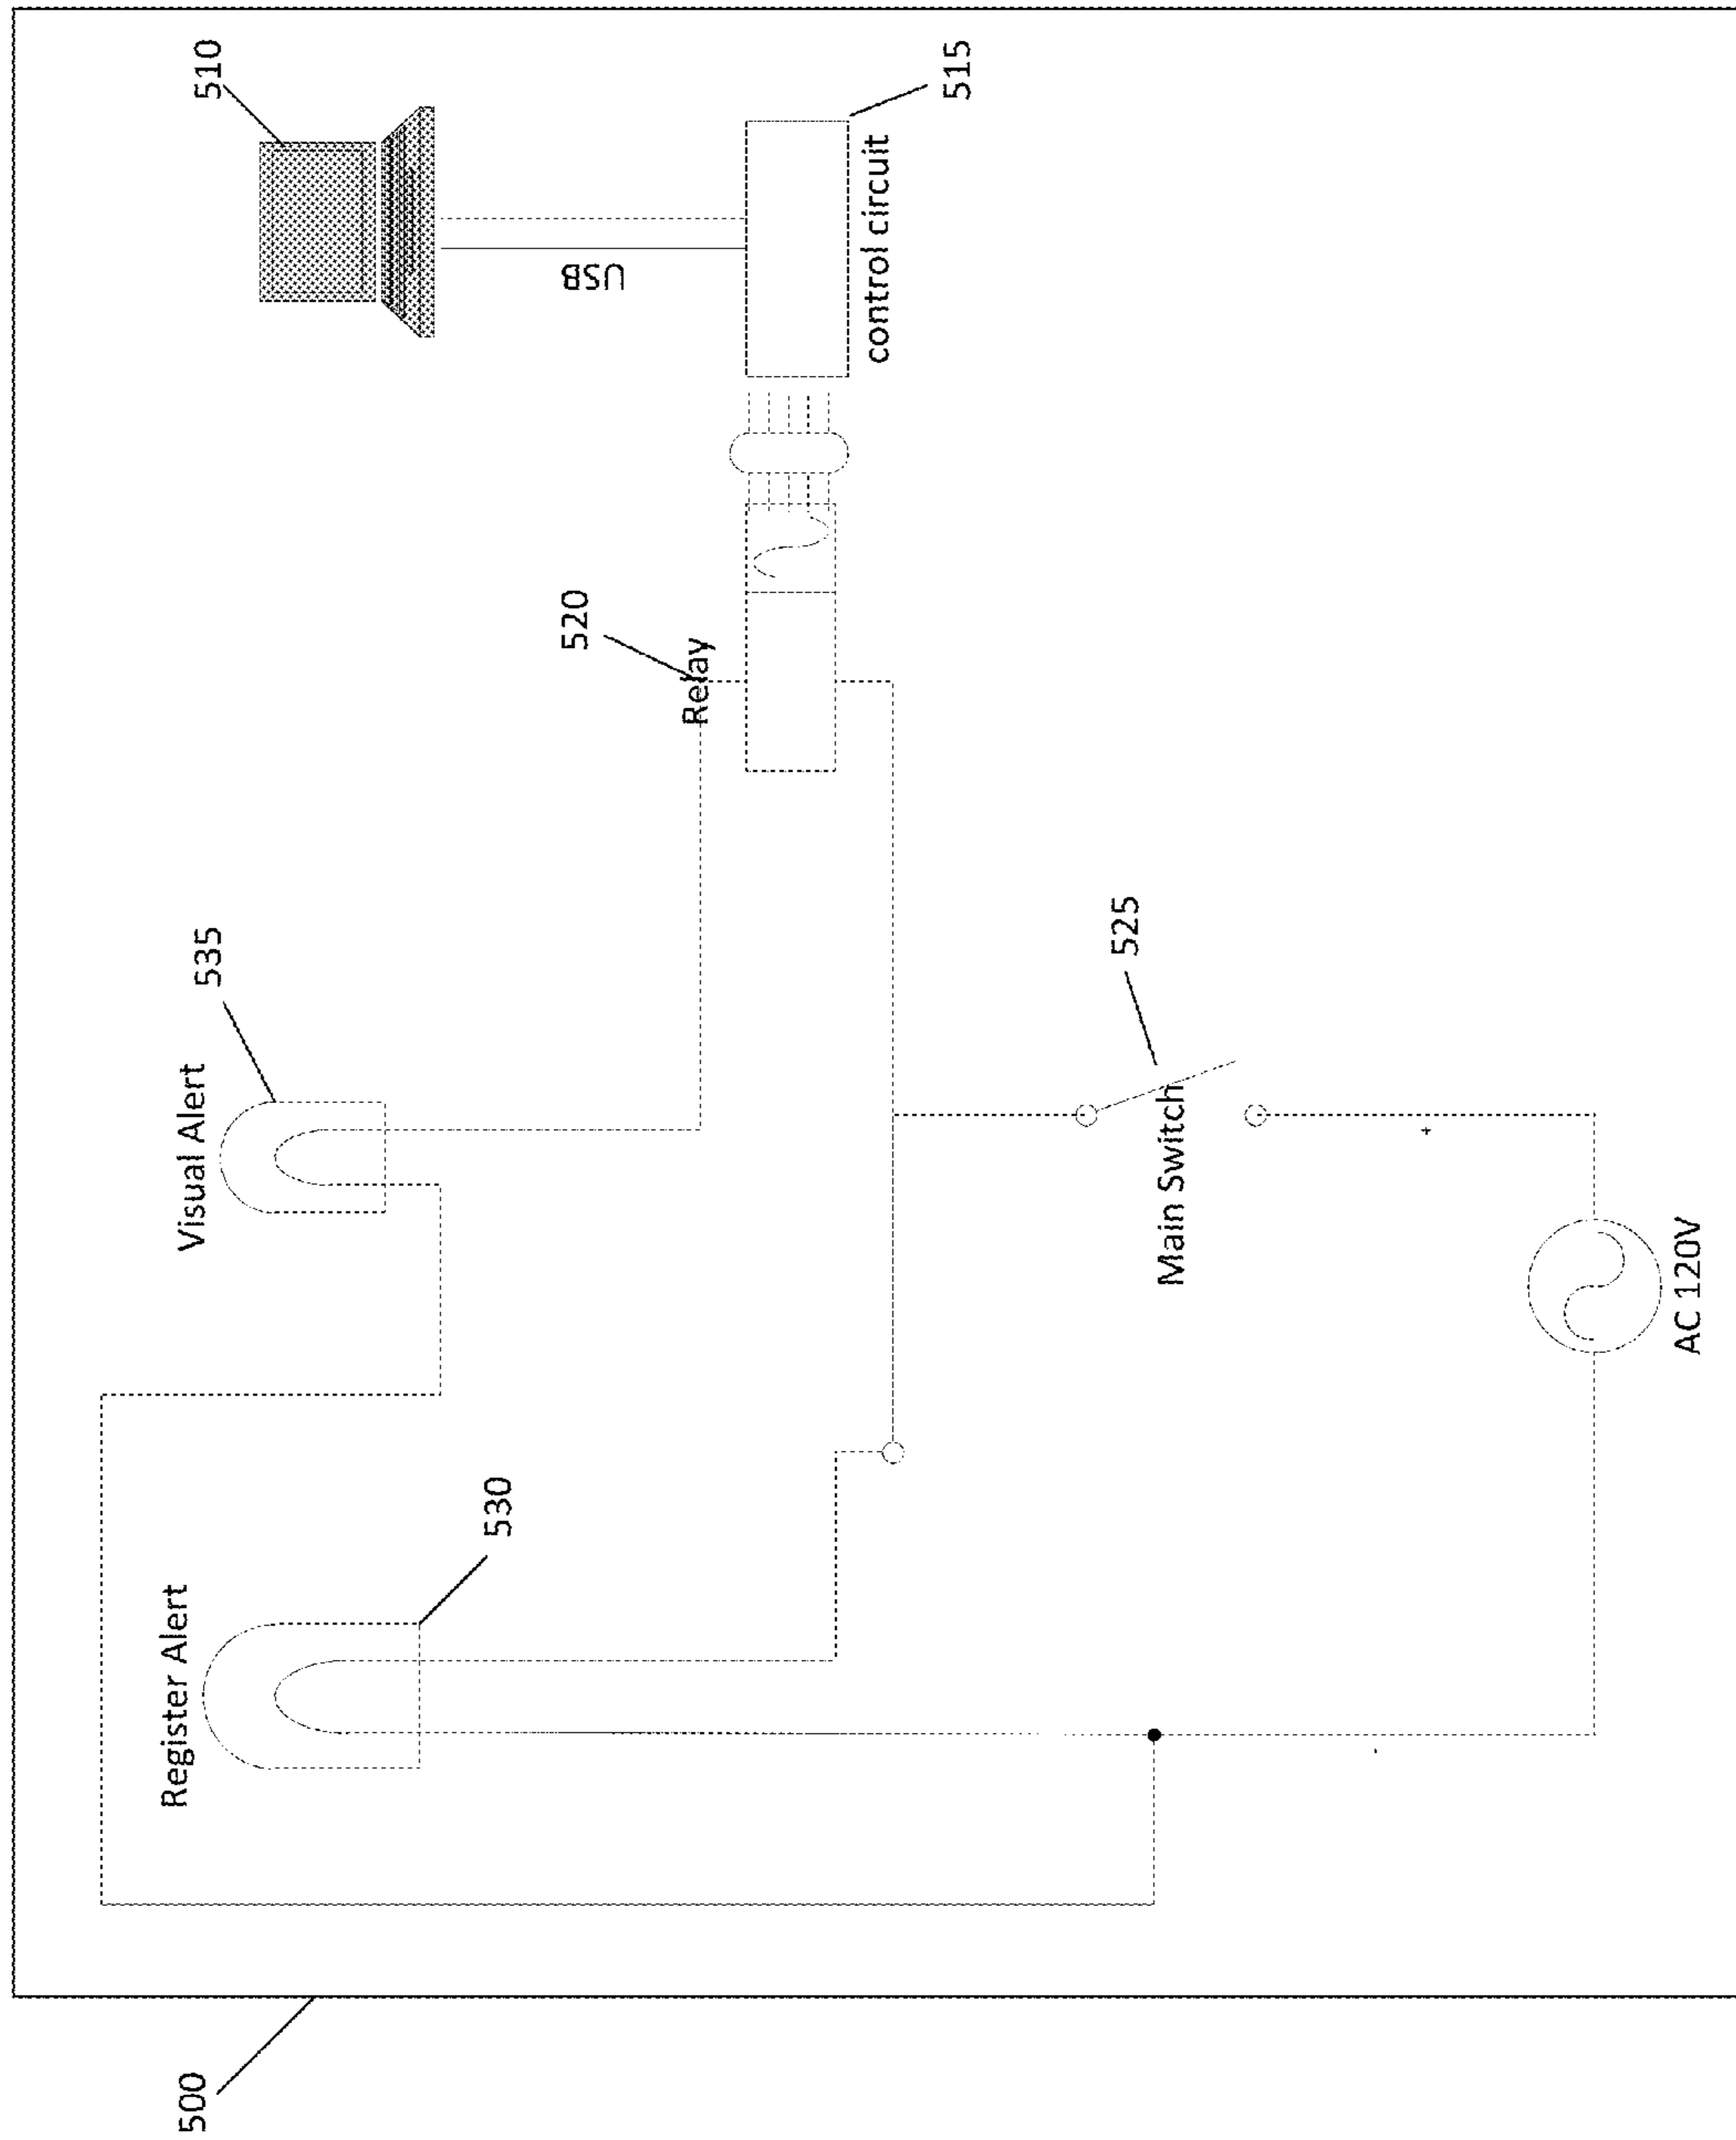 500
Register Alert
530
Visual Alert
535
510
USB
520
Relay
515
control circuit
525
Main Switch
+
-
AC 120V